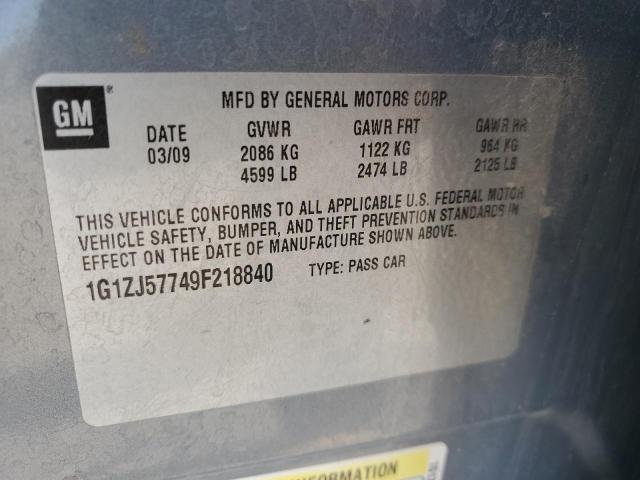 GM®
MFD BY GENERAL MOTORS CORP.
DATE GVWR GAWR FRT GAWR RR
03/09 2086 KG 1122 KG 964 KG
4599 LB 2474 LB 2125 LB
THIS VEHICLE CONFORMS TO ALL APPLICABLE U.S. FEDERAL MOTOR
VEHICLE SAFETY, BUMPER, AND THEFT PREVENTION STANDARDS IN
EFFECT ON THE DATE OF MANUFACTURE SHOWN ABOVE.
1G1ZJ57749F218840 TYPE: PASS CAR
INFORMATION